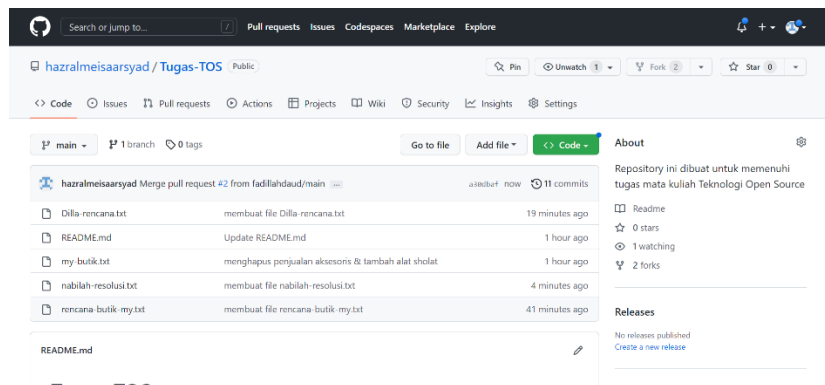 Search or jump to... / Pull requests Issues Codespaces Marketplace Explore
hazralmeisaarsyad / Tugas-TOS Public
Pin Unwatch 1 Fork 2 Star 0
Code Issues Pull requests Actions Projects Wiki Security Insights Settings
main 1 branch 0 tags Go to file Add file Code
hazralmeisaarsyad Merge pull request #2 from fadillahdaud/main ... now 11 commits
Dilla-rencana.txt membuat file Dilla-rencana.txt 19 minutes ago
README.md Update README.md 1 hour ago
my-butik.txt menghapus penjualan aksesoris & tambah alat sholat 1 hour ago
nabilah-resolusi.txt membuat file nabilah-resolusi.txt 4 minutes ago
rencana-butik-my.txt membuat file rencana-butik-my.txt 41 minutes ago
README.md
About
Repository ini dibuat untuk memenuhi
tugas mata kuliah Teknologi Open Source
Readme
0 stars
1 watching
2 forks
Releases
No releases published
Create a new release